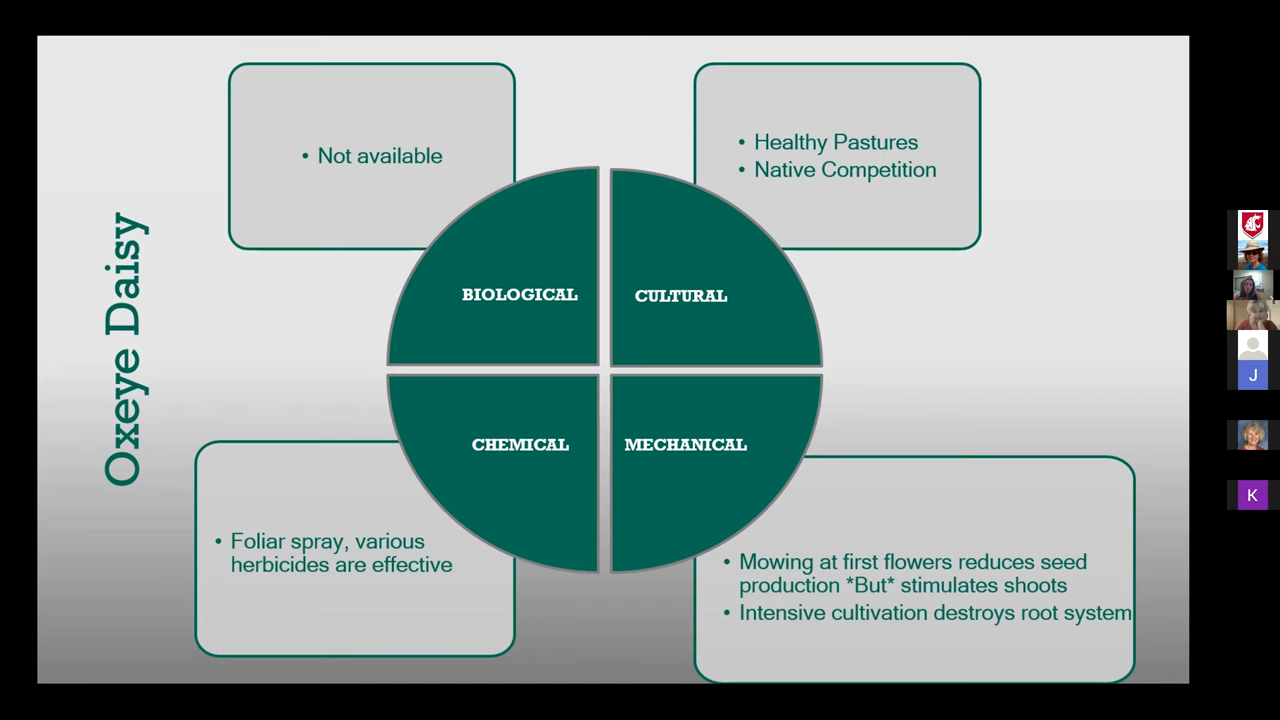 Oxeye Daisy
• Not available
• Healthy Pastures
• Native Competition
BIOLOGICAL
CULTURAL
CHEMICAL
MECHANICAL
• Foliar spray, various
herbicides are effective
• Mowing at first flowers reduces seed
production *But* stimulates shoots
• Intensive cultivation destroys root system
J
K